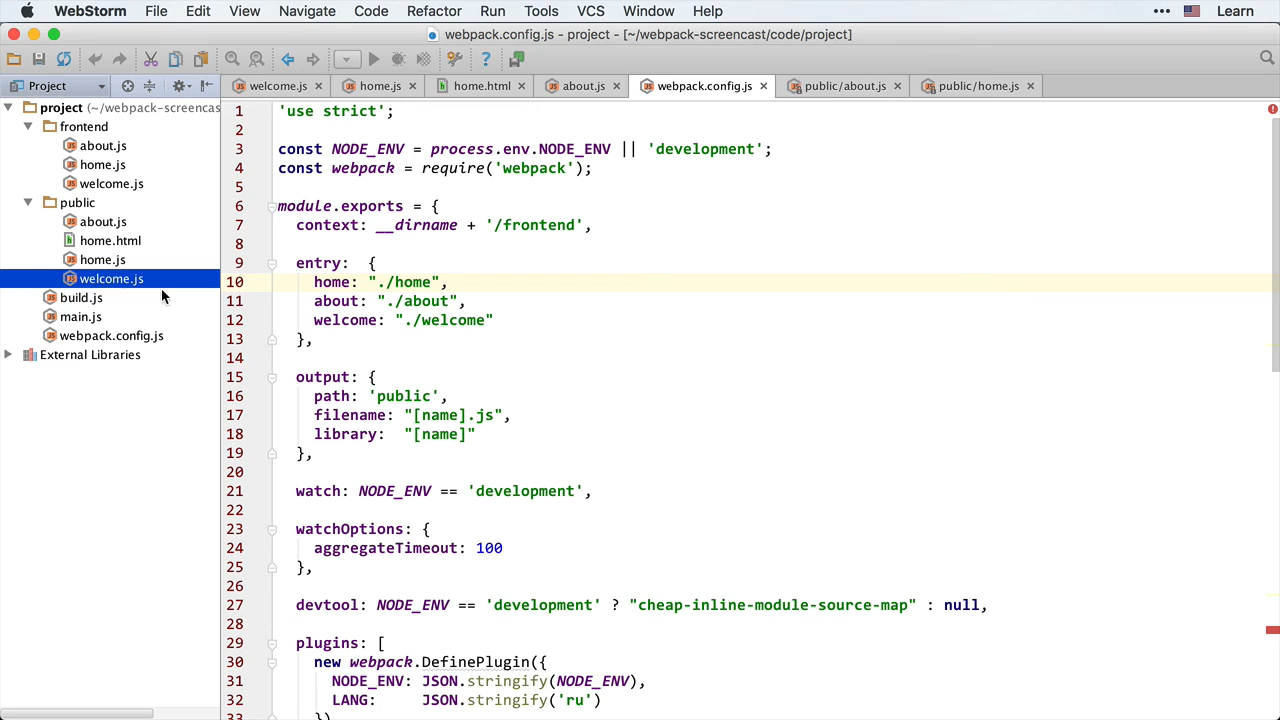 WebStorm File Edit View Navigate Code Refactor Run Tools VCS Window Help ••• Learn
webpack.config.js - project - [~/webpack-screencast/code/project]
Project welcome.js home.js home.html about.js webpack.config.js public/about.js public/home.js
project (~/webpack-screencas
frontend
about.js
home.js
welcome.js
public
about.js
home.html
home.js
welcome.js
build.js
main.js
webpack.config.js
External Libraries
1 'use strict';
2
3 const NODE_ENV = process.env.NODE_ENV || 'development';
4 const webpack = require('webpack');
5
6 module.exports = {
7 context: __dirname + '/frontend',
8
9 entry:  {
10 home: "./home",
11 about: "./about",
12 welcome: "./welcome"
13 },
14
15 output: {
16 path: 'public',
17 filename: "[name].js",
18 library:  "[name]"
19 },
20
21 watch: NODE_ENV == 'development',
22
23 watchOptions: {
24 aggregateTimeout: 100
25 },
26
27 devtool: NODE_ENV == 'development' ? "cheap-inline-module-source-map" : null,
28
29 plugins: [
30 new webpack.DefinePlugin({
31 NODE_ENV: JSON.stringify(NODE_ENV),
32 LANG:     JSON.stringify('ru')
33 })